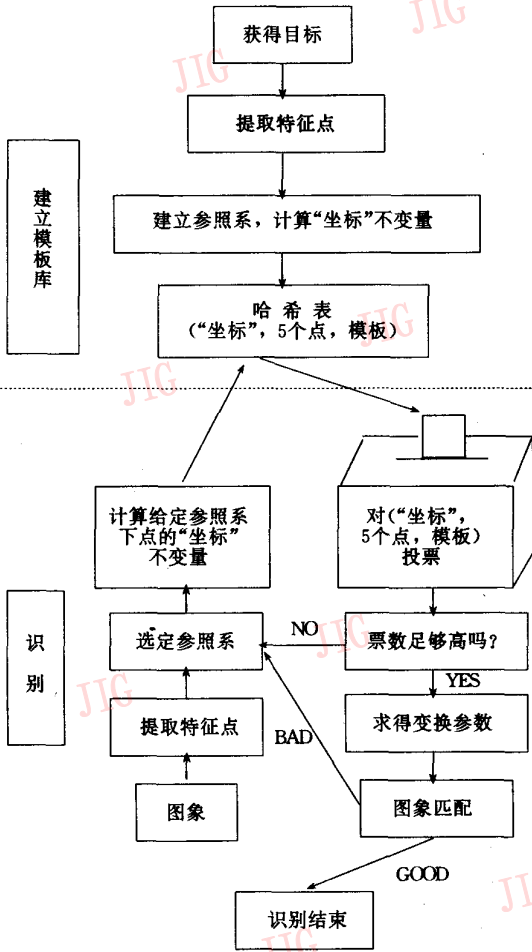 获得目标
提取特征点
建立参照系，计算“坐标”不变量
哈 希 表
（“坐标”，5个点，模板）
建
立
模
板
库
计算给定参照系
下点的“坐标”
不变量
对（“坐标”，
5个点，模板）
投票
选定参照系
NO
票数足够高吗？
YES
识
别
提取特征点
BAD
求得变换参数
图象
图象匹配
GOOD
识别结束
JIG
JIG
JIG
JIG
JIG
JIG
JIG
JIG